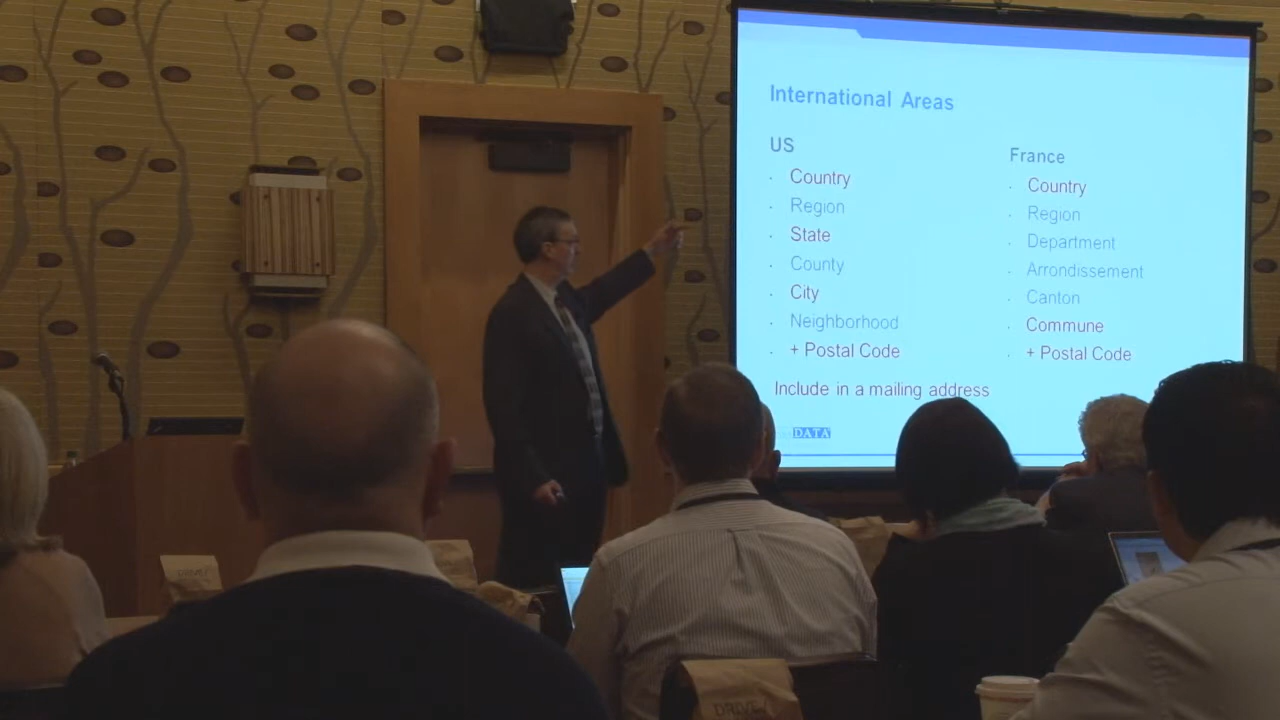 International Areas
US
· Country
· Region
· State
· County
· City
· Neighborhood
· + Postal Code
France
· Country
· Region
· Department
· Arrondissement
· Canton
· Commune
· + Postal Code
Include in a mailing address
DATA